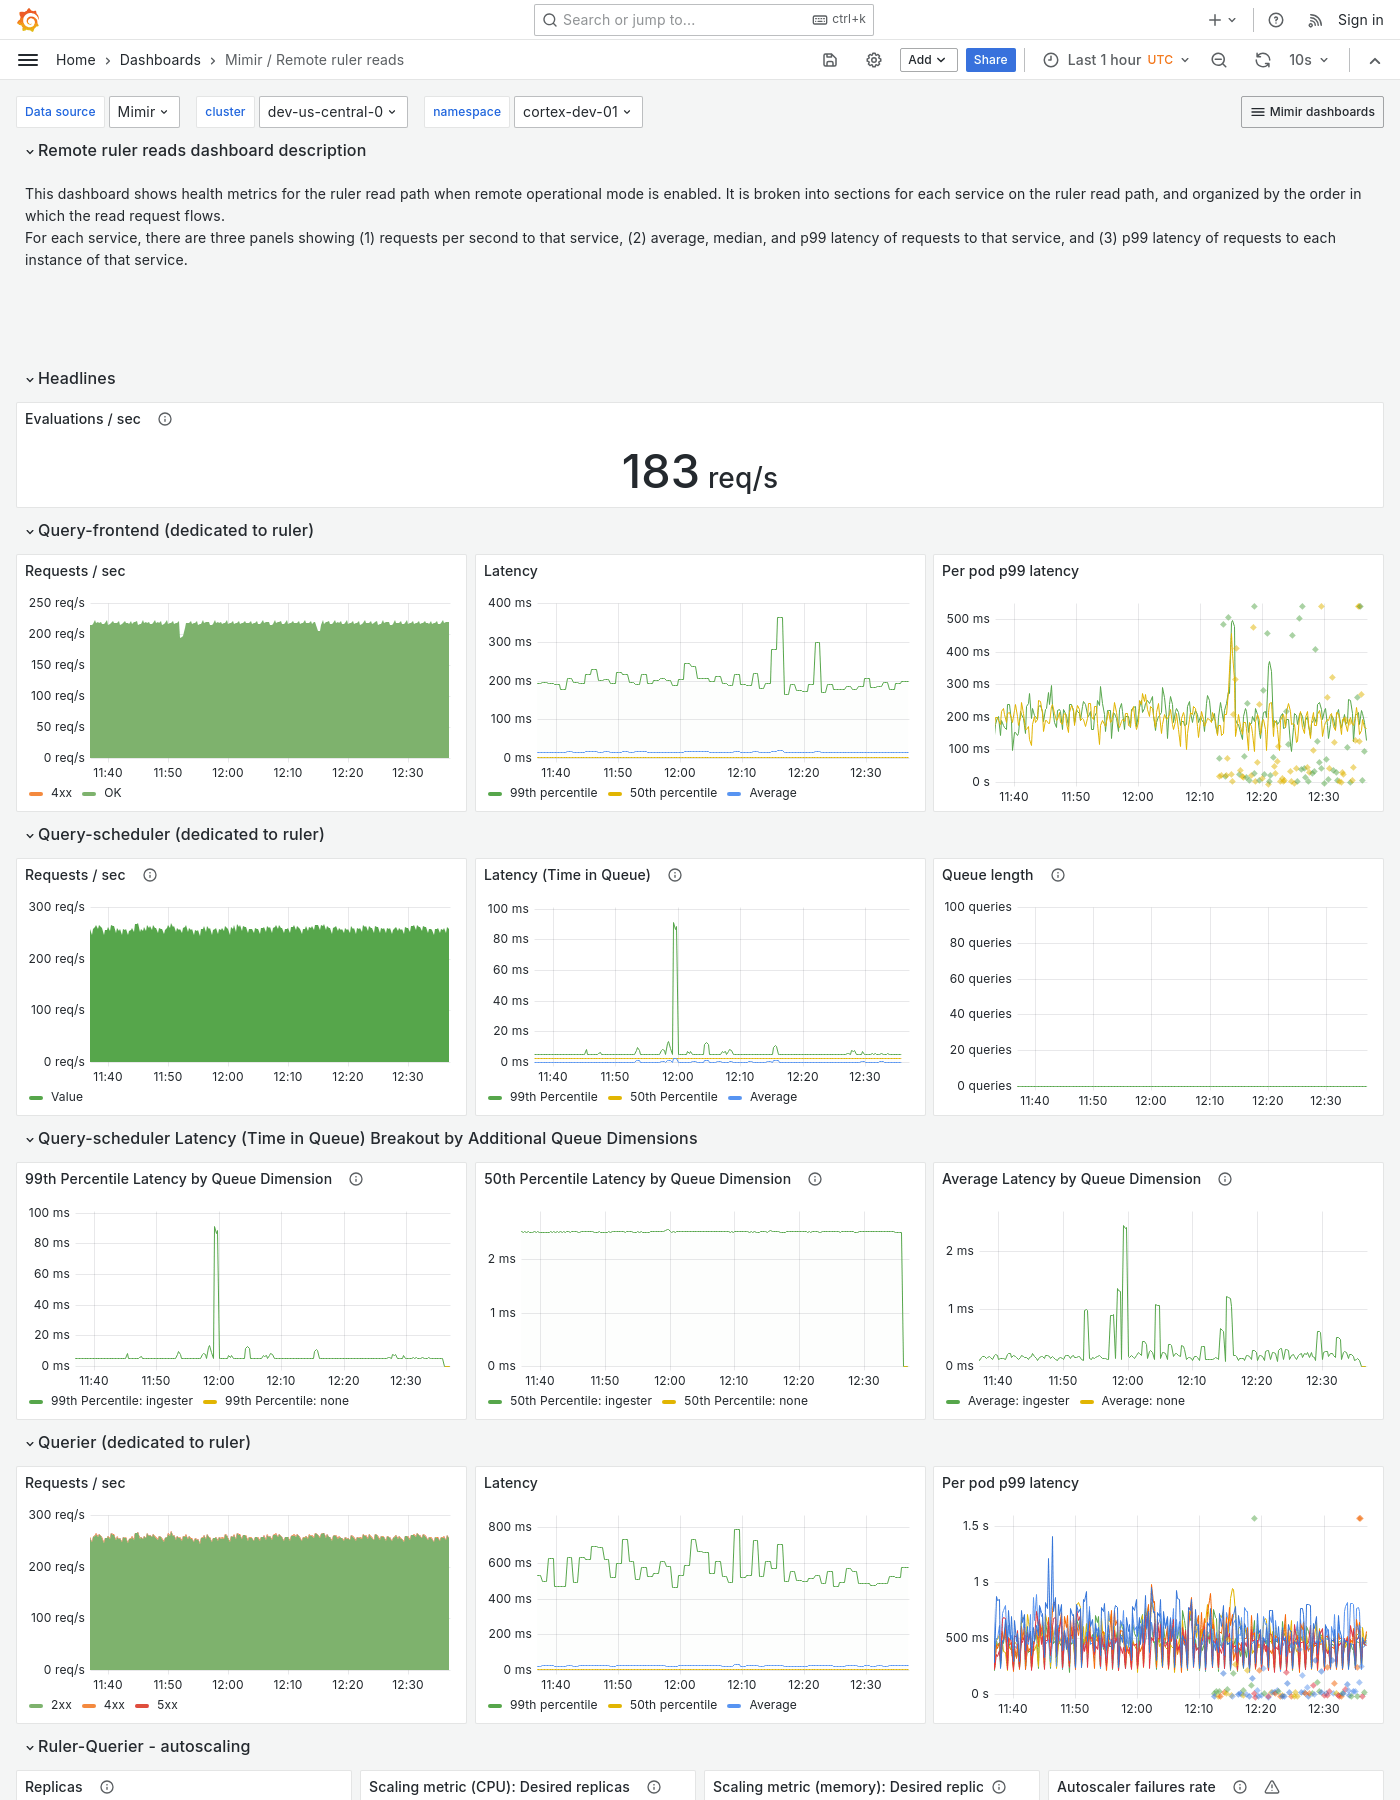 Search or jump to...
ctrl+k
Sign in
Home
Dashboards
Mimir / Remote ruler reads
Add
Share
Last 1 hour UTC
10s
Data source
Mimir
cluster
dev-us-central-0
namespace
cortex-dev-01
Mimir dashboards
Remote ruler reads dashboard description
This dashboard shows health metrics for the ruler read path when remote operational mode is enabled. It is broken into sections for each service on the ruler read path, and organized by the order in
which the read request flows.
For each service, there are three panels showing (1) requests per second to that service, (2) average, median, and p99 latency of requests to that service, and (3) p99 latency of requests to each
instance of that service.
Headlines
Evaluations / sec
183 req/s
Query-frontend (dedicated to ruler)
Requests / sec
250 req/s
200 req/s
150 req/s
100 req/s
50 req/s
0 req/s
11:40 11:50 12:00 12:10 12:20 12:30
4xx OK
Latency
400 ms
300 ms
200 ms
100 ms
0 ms
11:40 11:50 12:00 12:10 12:20 12:30
99th percentile 50th percentile Average
Per pod p99 latency
500 ms
400 ms
300 ms
200 ms
100 ms
0 s
11:40 11:50 12:00 12:10 12:20 12:30
Query-scheduler (dedicated to ruler)
Requests / sec
300 req/s
200 req/s
100 req/s
0 req/s
11:40 11:50 12:00 12:10 12:20 12:30
Value
Latency (Time in Queue)
100 ms
80 ms
60 ms
40 ms
20 ms
0 ms
11:40 11:50 12:00 12:10 12:20 12:30
99th Percentile 50th Percentile Average
Queue length
100 queries
80 queries
60 queries
40 queries
20 queries
0 queries
11:40 11:50 12:00 12:10 12:20 12:30
Query-scheduler Latency (Time in Queue) Breakout by Additional Queue Dimensions
99th Percentile Latency by Queue Dimension
100 ms
80 ms
60 ms
40 ms
20 ms
0 ms
11:40 11:50 12:00 12:10 12:20 12:30
99th Percentile: ingester 99th Percentile: none
50th Percentile Latency by Queue Dimension
2 ms
1 ms
0 ms
11:40 11:50 12:00 12:10 12:20 12:30
50th Percentile: ingester 50th Percentile: none
Average Latency by Queue Dimension
2 ms
1 ms
0 ms
11:40 11:50 12:00 12:10 12:20 12:30
Average: ingester Average: none
Querier (dedicated to ruler)
Requests / sec
300 req/s
200 req/s
100 req/s
0 req/s
11:40 11:50 12:00 12:10 12:20 12:30
2xx 4xx 5xx
Latency
800 ms
600 ms
400 ms
200 ms
0 ms
11:40 11:50 12:00 12:10 12:20 12:30
99th percentile 50th percentile Average
Per pod p99 latency
1.5 s
1 s
500 ms
0 s
11:40 11:50 12:00 12:10 12:20 12:30
Ruler-Querier - autoscaling
Replicas
Scaling metric (CPU): Desired replicas
Scaling metric (memory): Desired replic
Autoscaler failures rate